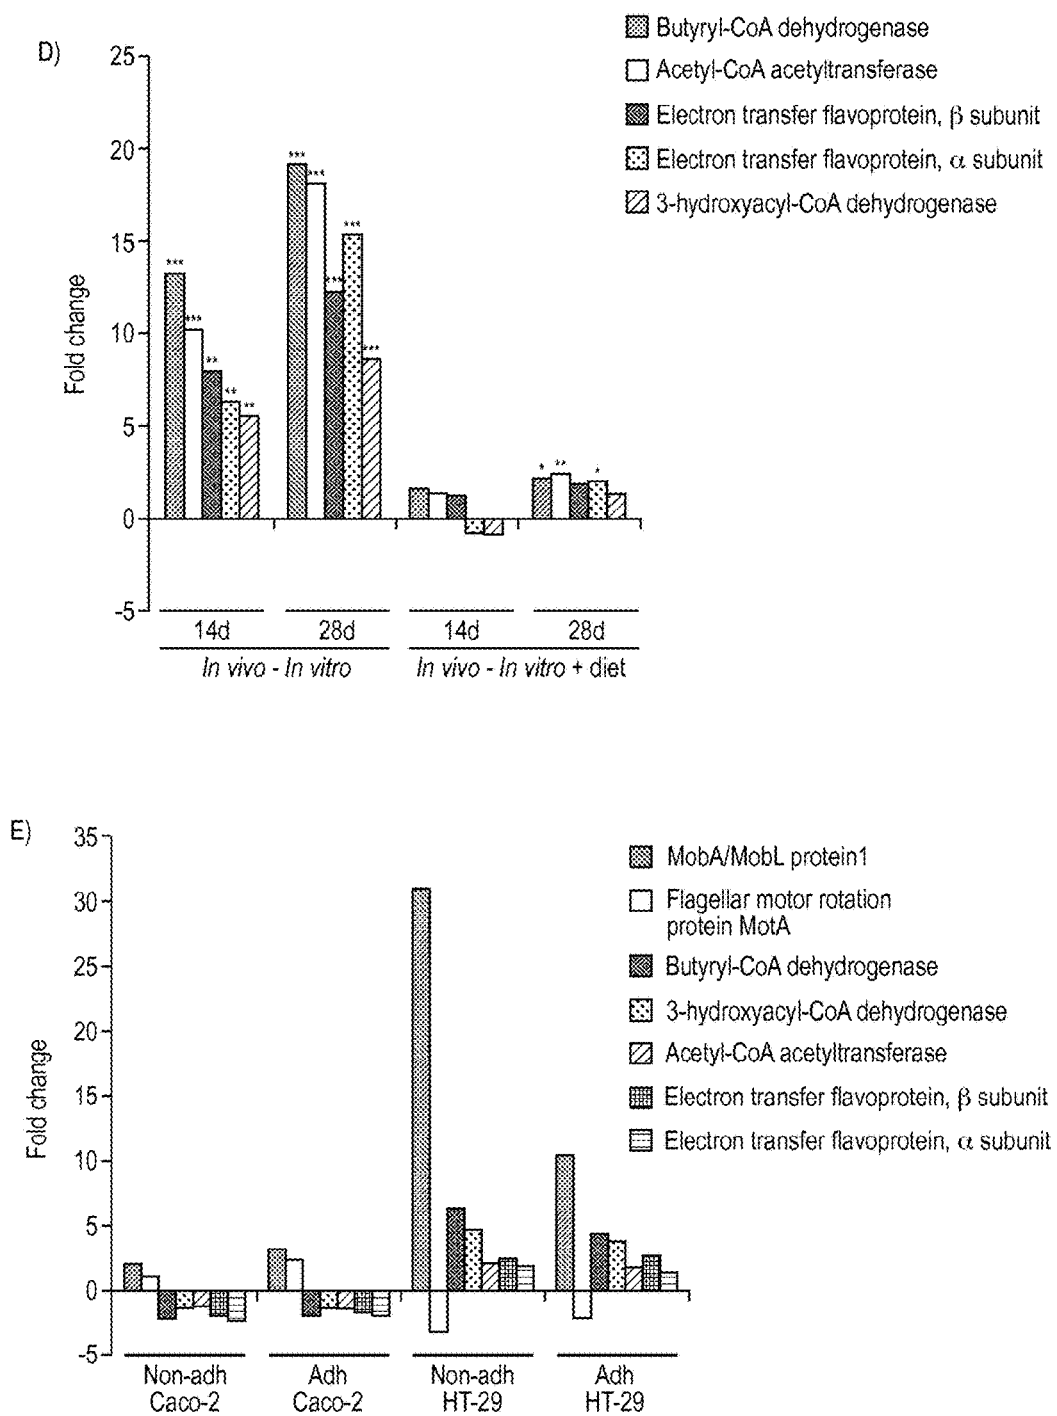 D)
Butyryl-CoA dehydrogenase
Acetyl-CoA acetyltransferase
Electron transfer flavoprotein, β subunit
Electron transfer flavoprotein, α subunit
3-hydroxyacyl-CoA dehydrogenase
Fold change
25
20
15
10
5
0
-5
*** *** ** ** **
*** *** *** *** ***
* ** *
14d 28d 14d 28d
In vivo - In vitro In vivo - In vitro + diet
E)
MobA/MobL protein1
Flagellar motor rotation
protein MotA
Butyryl-CoA dehydrogenase
3-hydroxyacyl-CoA dehydrogenase
Acetyl-CoA acetyltransferase
Electron transfer flavoprotein, β subunit
Electron transfer flavoprotein, α subunit
Fold change
35
30
25
20
15
10
5
0
-5
Non-adh Adh Non-adh Adh
Caco-2 Caco-2 HT-29 HT-29